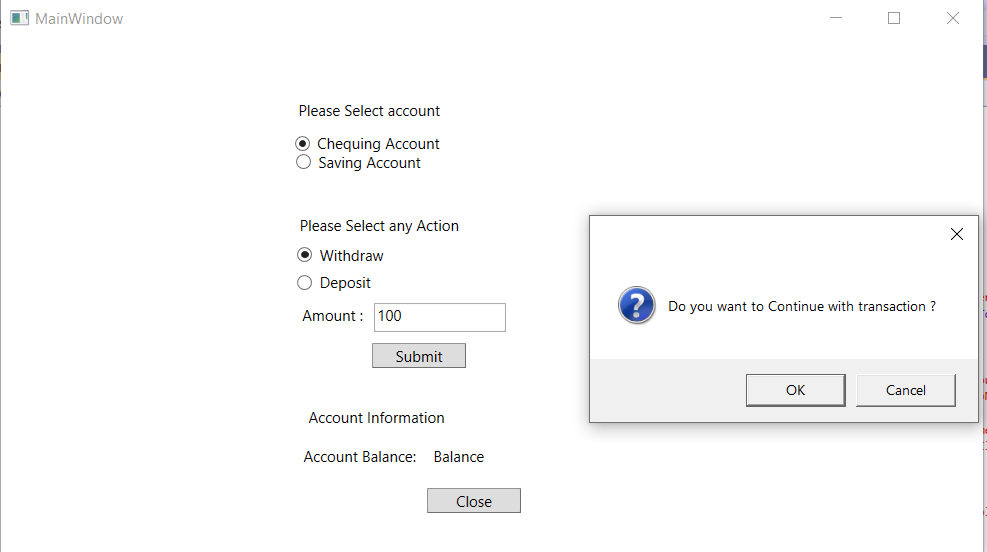 MainWindow
Please Select account
Chequing Account
Saving Account
Please Select any Action
Withdraw
Deposit
Amount : 100
Submit
Account Information
Account Balance: Balance
Close
Do you want to Continue with transaction ?
OK Cancel